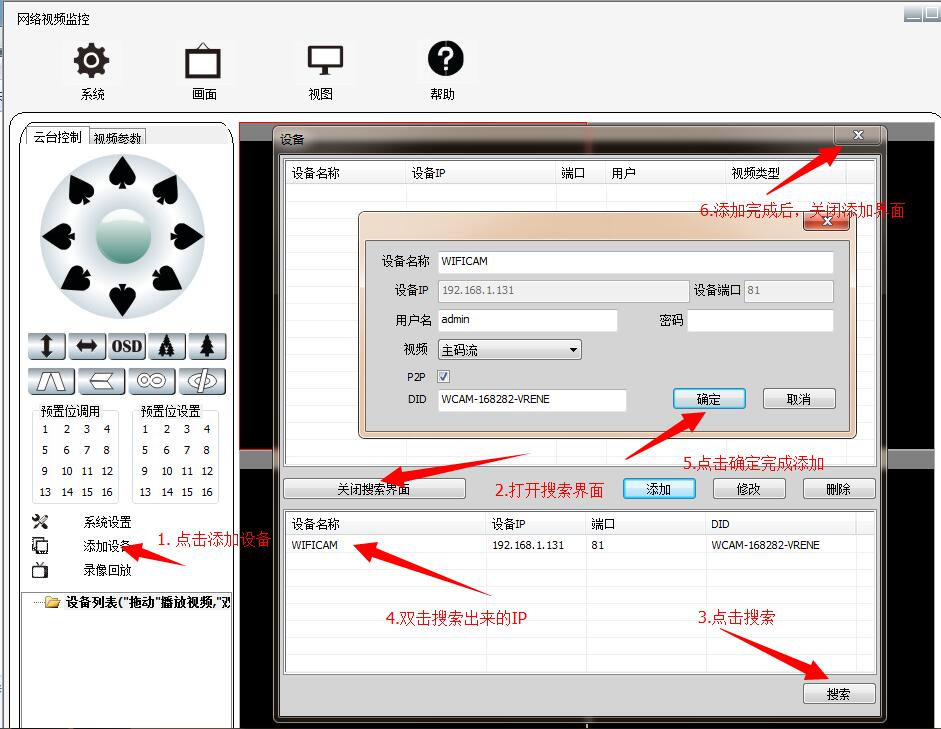 网络视频监控
系统 画面 视图 帮助
云台控制 视频参数
OSD
预置位调用 预置位设置
1 2 3 4 1 2 3 4
5 6 7 8 5 6 7 8
9 10 11 12 9 10 11 12
13 14 15 16 13 14 15 16
系统设置
添加设备
1. 点击添加设备
录像回放
设备列表("拖动"播放视频,"双
设备
设备名称 设备IP 端口 用户 视频类型
6.添加完成后，关闭添加界面
设备名称 WIFICAM
设备IP 192.168.1.131 设备端口 81
用户名 admin 密码
视频 主码流
P2P
DID WCAM-168282-VRENE 确定 取消
5.点击确定完成添加
关闭搜索界面 2.打开搜索界面 添加 修改 删除
设备名称 设备IP 端口 DID
WIFICAM 192.168.1.131 81 WCAM-168282-VRENE
4.双击搜索出来的IP
3.点击搜索
搜索